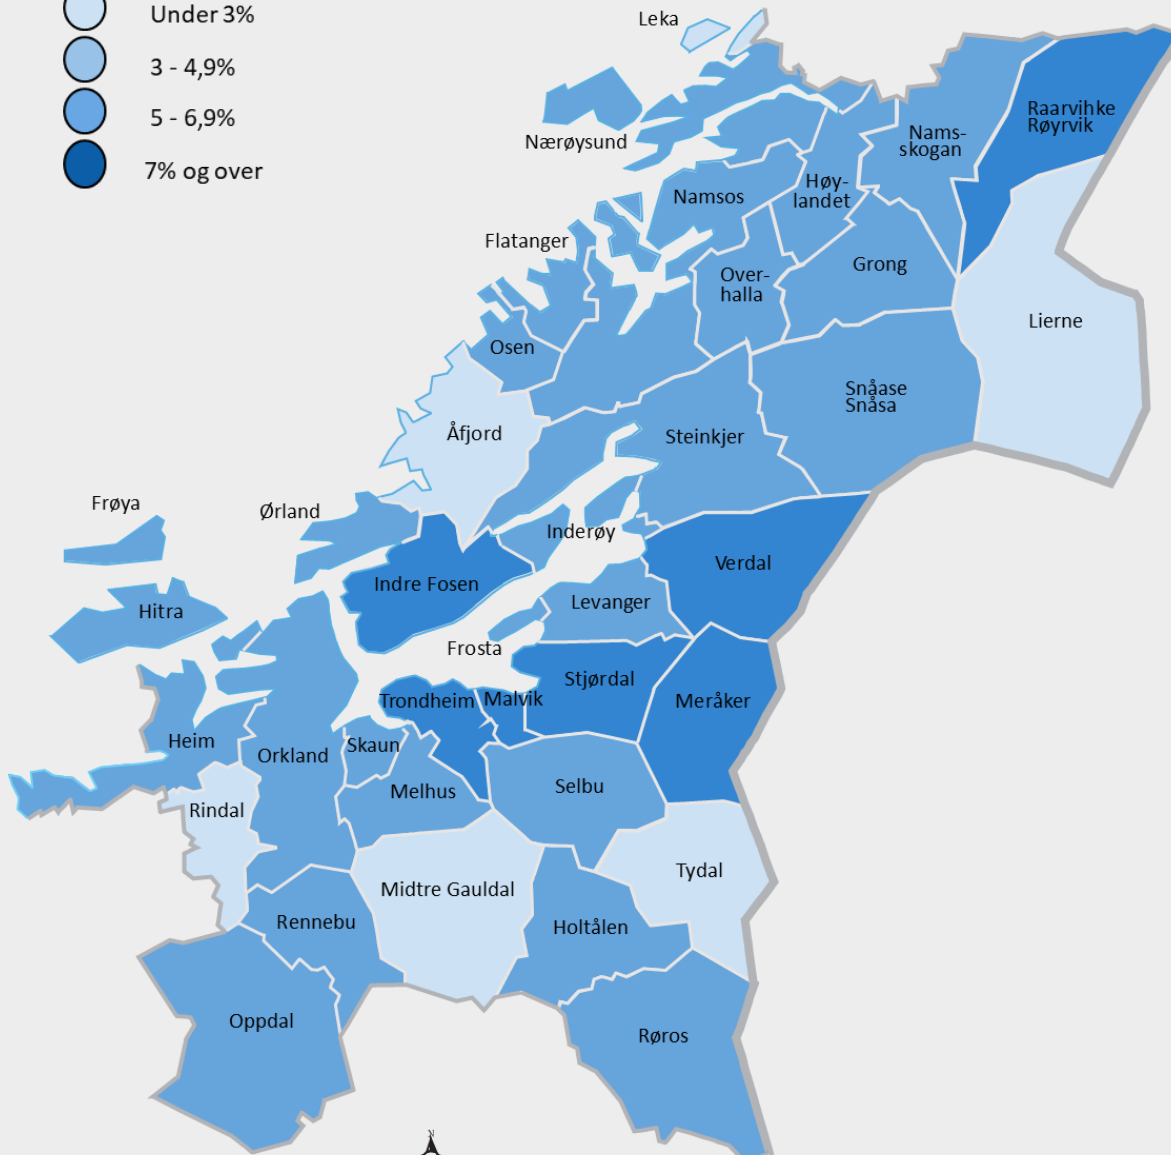 Under 3%
3 - 4,9%
5 - 6,9%
7% og over
Leka
Nærøysund
Raarvihke
Røyrvik
Nams-
skogan
Høy-
landet
Namsos
Flatanger
Over-
halla
Grong
Lierne
Osen
Snåase
Snåsa
Åfjord
Steinkjer
Frøya
Ørland
Inderøy
Verdal
Indre Fosen
Hitra
Levanger
Frosta
Stjørdal
Trondheim
Malvik
Meråker
Heim
Orkland
Skaun
Melhus
Selbu
Rindal
Tydal
Midtre Gauldal
Rennebu
Holtålen
Oppdal
Røros
N